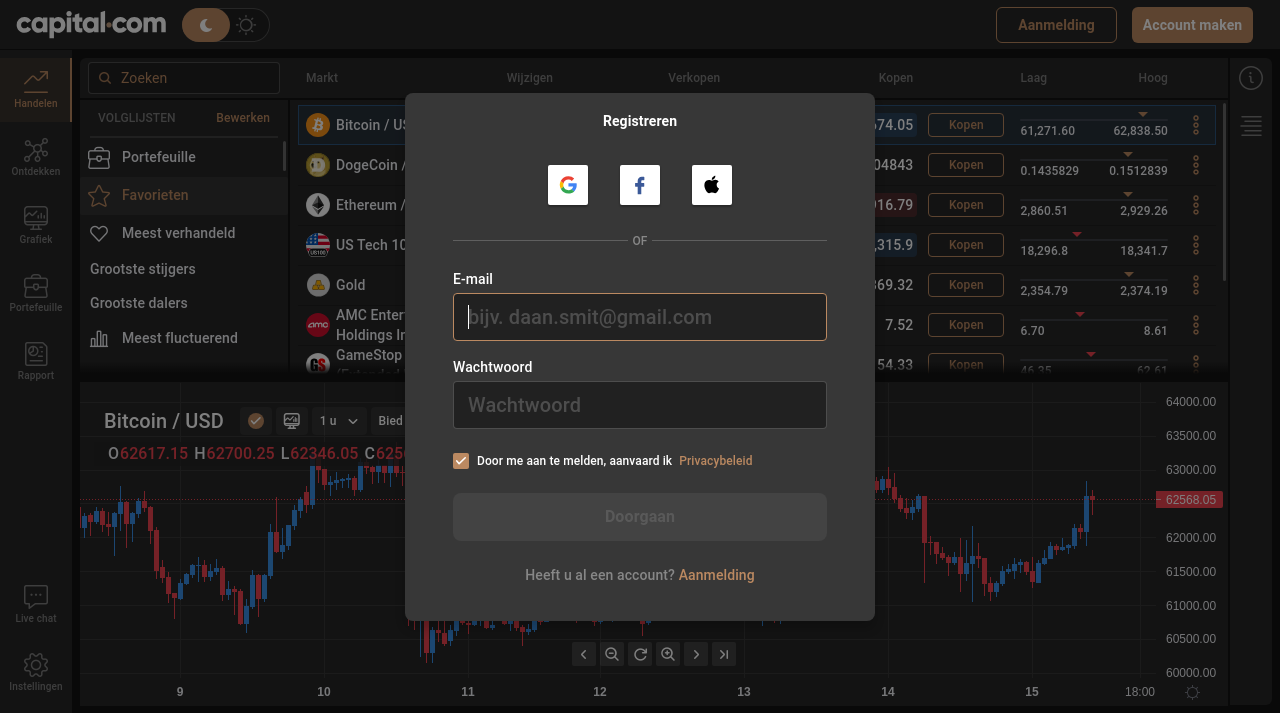 capital.com
Aanmelding
Account maken
Handelen
Ontdekken
Grafiek
Portefeuille
Rapport
Live chat
Instellingen
Zoeken
VOLGLIJSTEN Bewerken
Portefeuille
Favorieten
Meest verhandeld
Grootste stijgers
Grootste dalers
Meest fluctuerend
Markt Wijzigen Verkopen Kopen Laag Hoog
Bitcoin / US 74.05 Kopen 61,271.60 62,838.50
DogeCoin / 04843 Kopen 0.1435829 0.1512839
Ethereum / 16.79 Kopen 2,860.51 2,929.26
US100
US Tech 10 ,315.9 Kopen 18,296.8 18,341.7
Gold 69.32 Kopen 2,354.79 2,374.19
amc
AMC Enter
Holdings In 7.52 Kopen 6.70 8.61
GameStop 54.33 Kopen 46.35 62.61
Registreren
OF
E-mail
bijv. daan.smit@gmail.com
Wachtwoord
Wachtwoord
Door me aan te melden, aanvaard ik Privacybeleid
Doorgaan
Heeft u al een account? Aanmelding
Bitcoin / USD 1 u Bied
O62617.15 H62700.25 L62346.05 C6256
64000.00
63500.00
63000.00
62568.05
62000.00
61500.00
61000.00
60500.00
60000.00
9 10 11 12 13 14 15 18:00